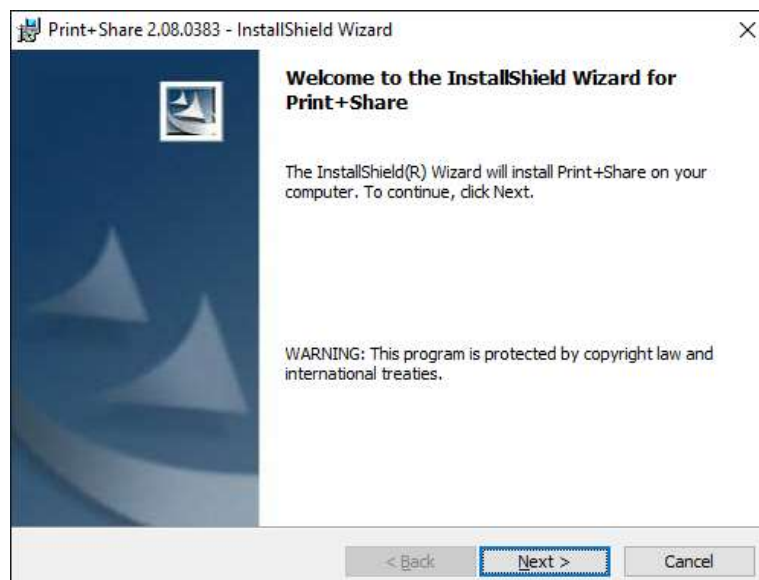 Print+Share 2.08.0383 - InstallShield Wizard
Welcome to the InstallShield Wizard for
Print+Share
The InstallShield(R) Wizard will install Print+Share on your
computer. To continue, click Next.
WARNING: This program is protected by copyright law and
international treaties.
< Back
Next >
Cancel